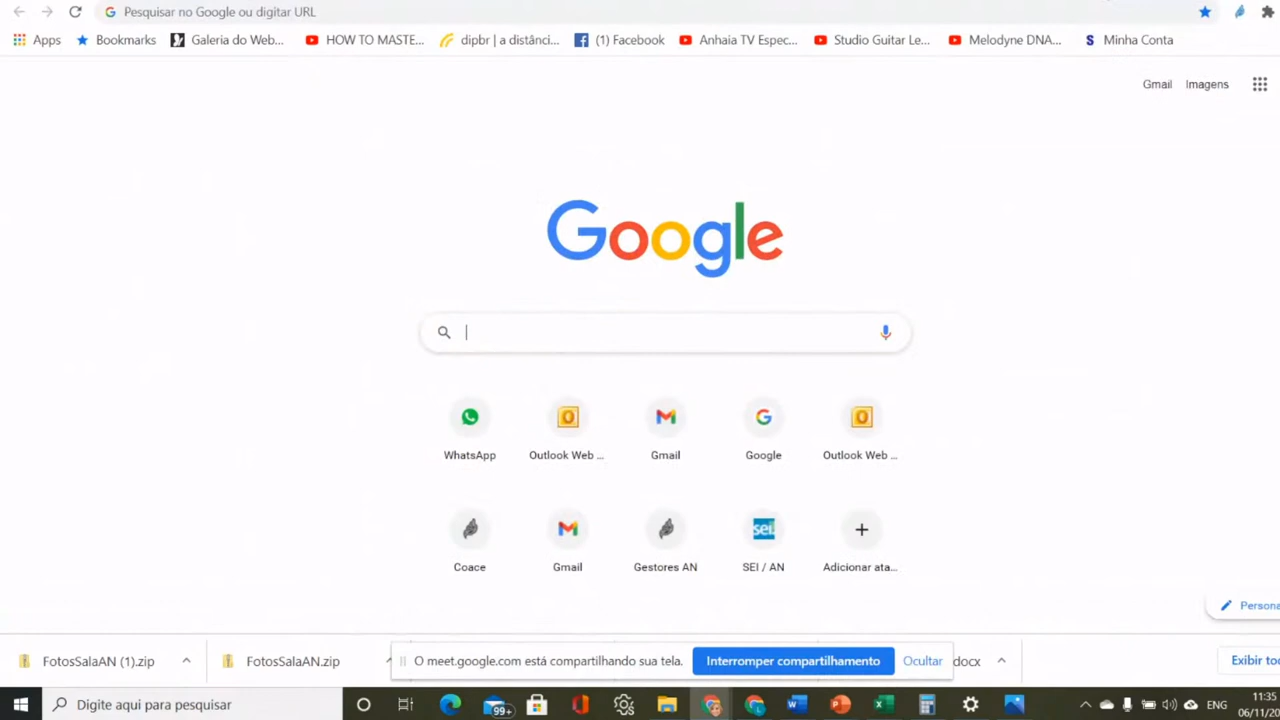 Pesquisar no Google ou digitar URL
Apps Bookmarks Galeria do Web... HOW TO MASTE... dipbr | a distânci... (1) Facebook Anhaia TV Espec... Studio Guitar Le... Melodyne DNA... S Minha Conta
Gmail Imagens
Google
WhatsApp Outlook Web ... Gmail Google Outlook Web ...
sei!
Coace Gmail Gestores AN SEI / AN Adicionar ata...
Persona
FotosSalaAN (1).zip FotosSalaAN.zip O meet.google.com está compartilhando sua tela. Interromper compartilhamento Ocultar docx Exibir to
Digite aqui para pesquisar 99+ ENG 11:35
06/11/20